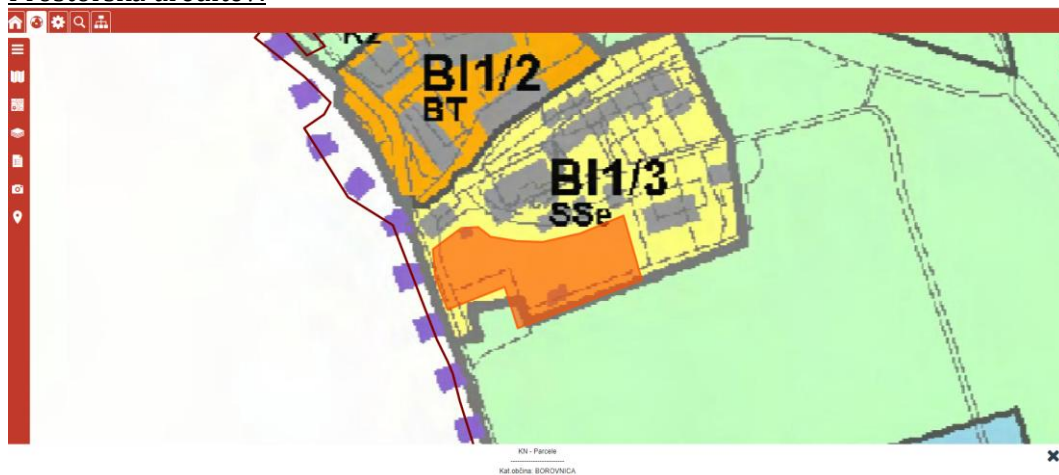 BI1/2
BT
BI1/3
SSe
KN - Parcele
Kat.občina: BOROVNICA